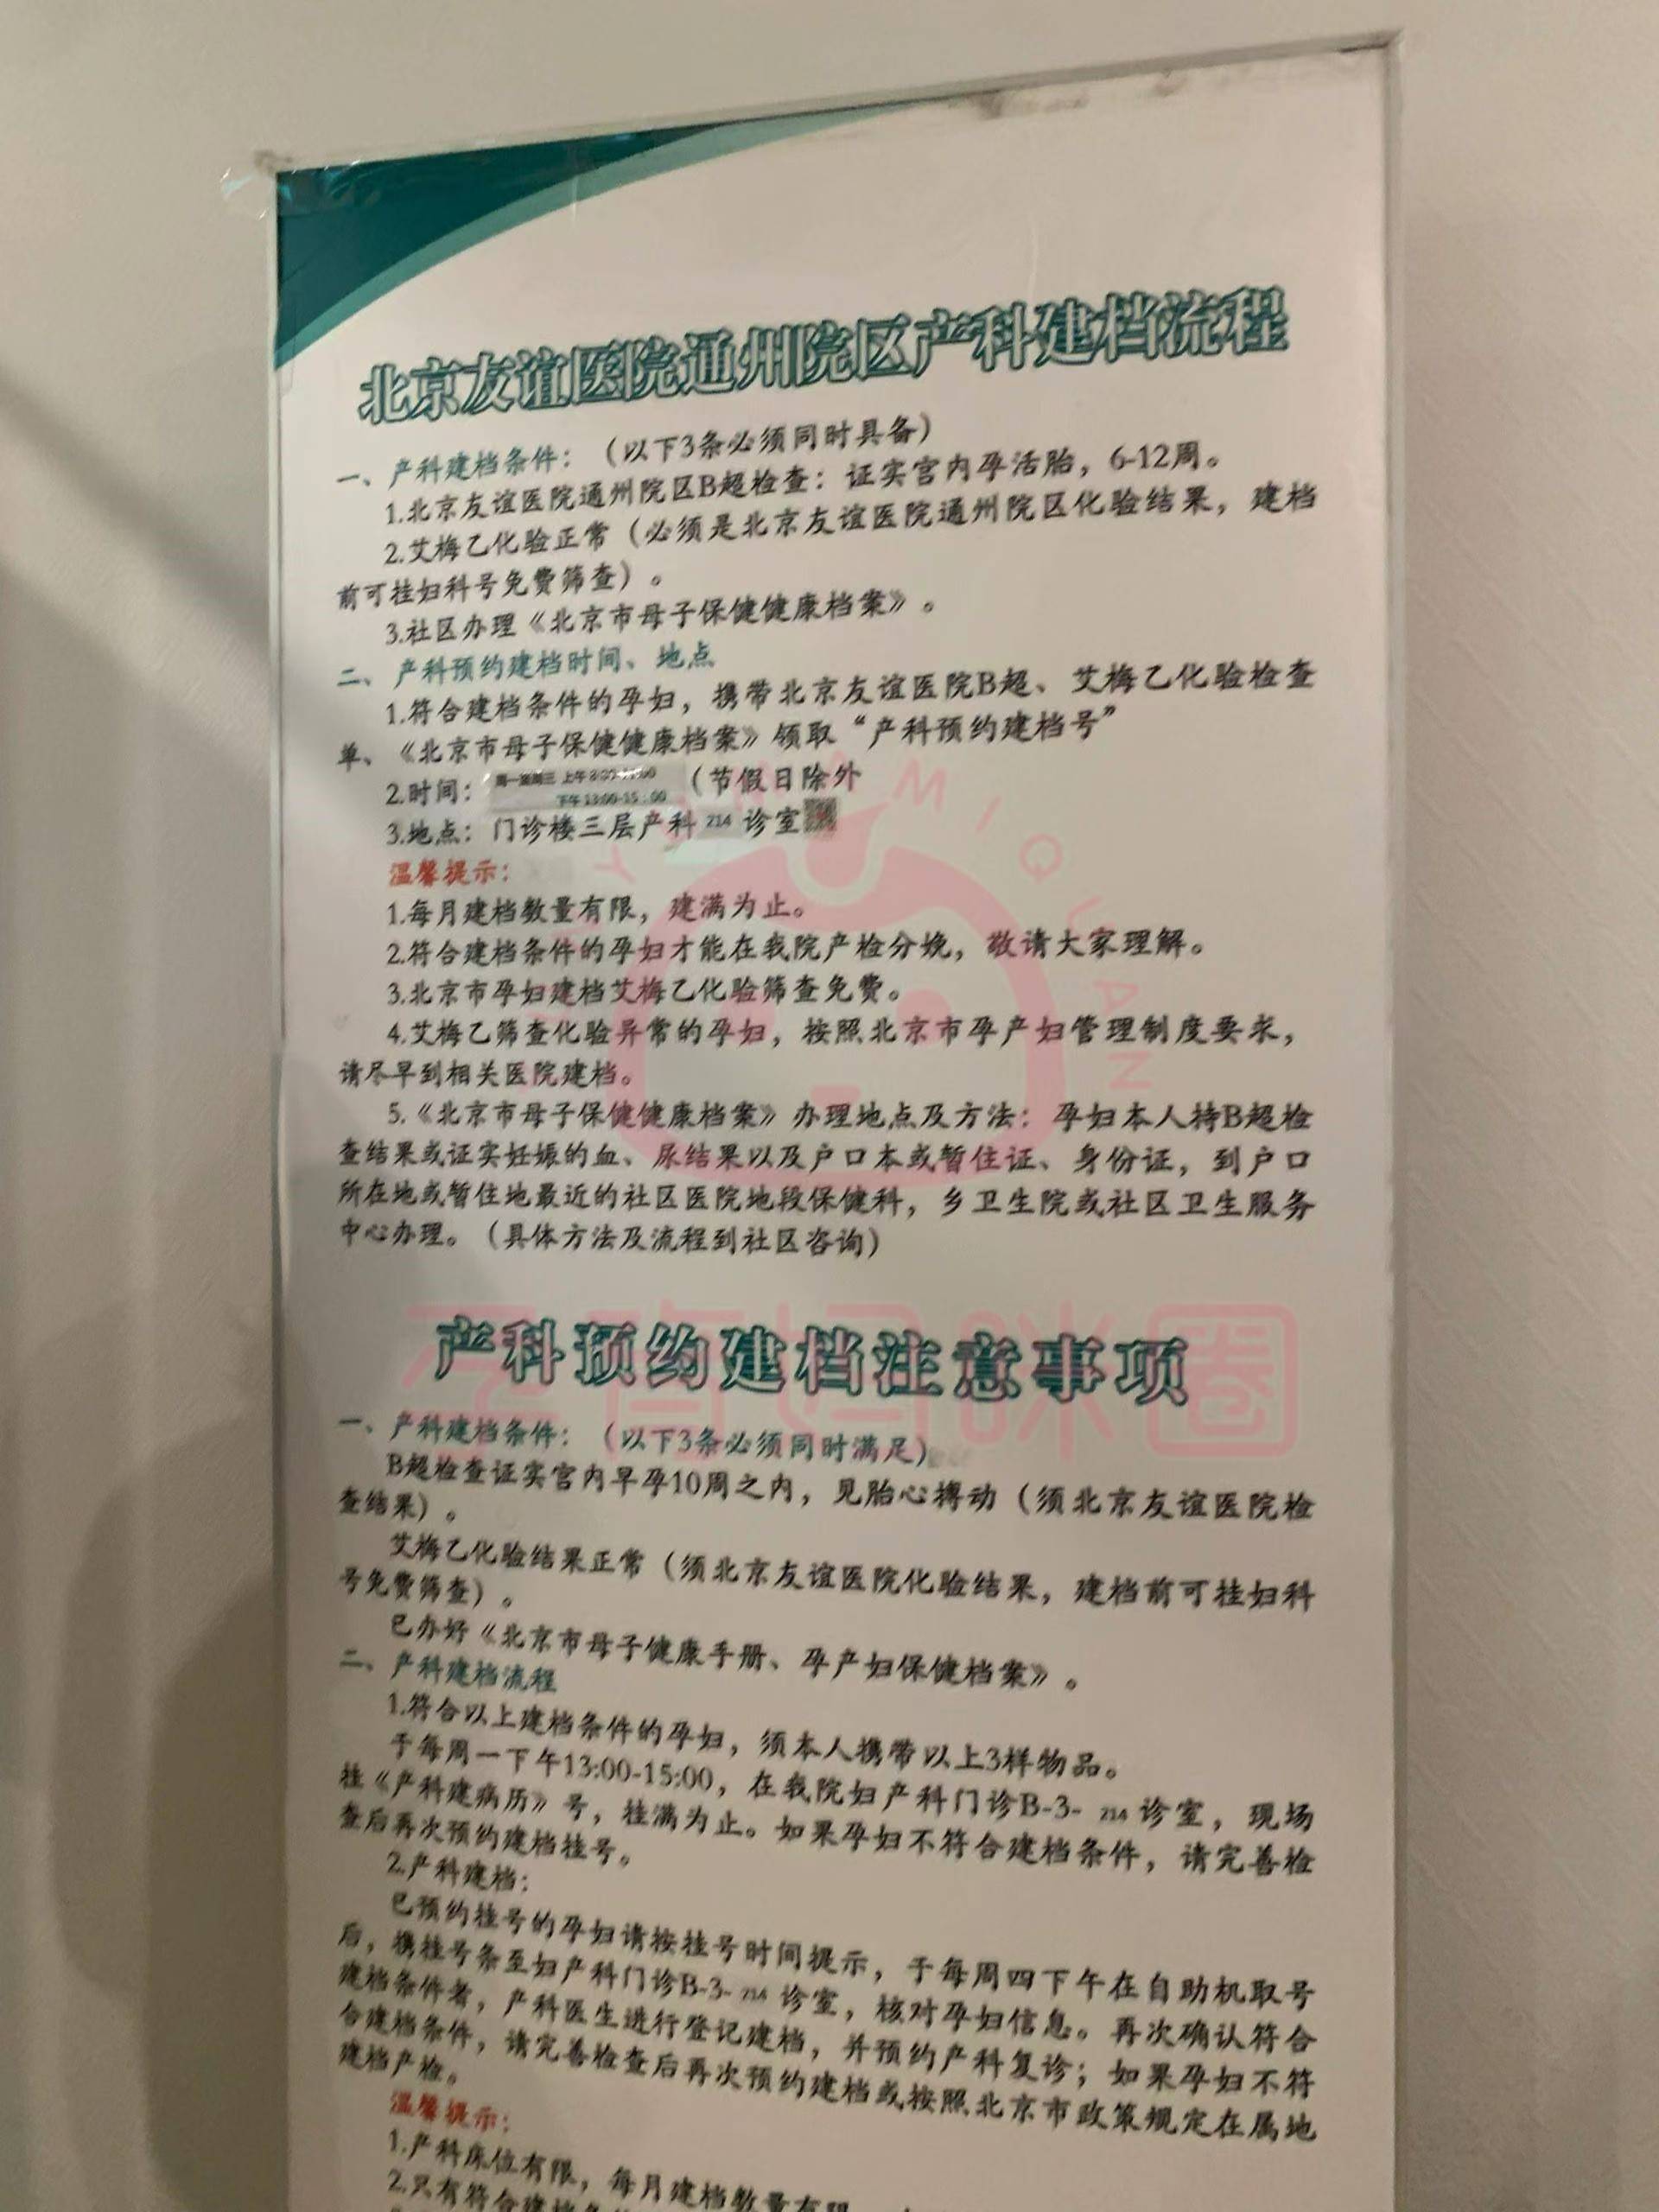 北京友谊医院通州院区产科建档流程
一、产科建档条件：（以下3条必须同时具备）
1.北京友谊医院通州院区B超检查：证实宫内孕活胎，6-12周。
2.艾梅乙化验正常（必须是北京友谊医院通州院区化验结果，建档
前可挂妇科号免费筛查）。
3.社区办理《北京市母子保健健康档案》。
二、产科预约建档时间、地点
1.符合建档条件的孕妇，携带北京友谊医院B超、艾梅乙化验检查
单、《北京市母子保健健康档案》领取“产科预约建档号”
2.时间：周一至周三 上午8:00-11:00（节假日除外
下午13:00-15:00
3.地点：门诊楼三层产科 214 诊室
温馨提示：
1.每月建档数量有限，建满为止。
2.符合建档条件的孕妇才能在我院产检分娩，敬请大家理解。
3.北京市孕妇建档艾梅乙化验筛查免费。
4.艾梅乙筛查化验异常的孕妇，按照北京市孕产妇管理制度要求，
请尽早到相关医院建档。
5.《北京市母子保健健康档案》办理地点及方法：孕妇本人持B超检
查结果或证实妊娠的血、尿结果以及户口本或暂住证、身份证，到户口
所在地或暂住地最近的社区医院地段保健科，乡卫生院或社区卫生服务
中心办理。（具体方法及流程到社区咨询）
产科预约建档注意事项
一、产科建档条件：（以下3条必须同时满足）
B超检查证实宫内早孕10周之内，见胎心搏动（须北京友谊医院检
查结果）。
艾梅乙化验结果正常（须北京友谊医院化验结果，建档前可挂妇科
号免费筛查）。
已办好《北京市母子健康手册、孕产妇保健档案》。
二、产科建档流程
1.符合以上建档条件的孕妇，须本人携带以上3样物品。
于每周一下午13:00-15:00，在我院妇产科门诊B-3- 214 诊室，现场
挂《产科建病历》号，挂满为止。如果孕妇不符合建档条件，请完善检
查后再次预约建档挂号。
2.产科建档：
已预约挂号的孕妇请按挂号时间提示，于每周四下午在自助机取号
后，携挂号条至妇产科门诊B-3- 214 诊室，核对孕妇信息。再次确认符合
建档条件者，产科医生进行登记建档，并预约产科复诊；如果孕妇不符
合建档条件，请完善检查后再次预约建档或按照北京市政策规定在属地
建档产检。
温馨提示：
1.产科床位有限，每月建档数量有限
2.只有符合建档条
妈咪圈